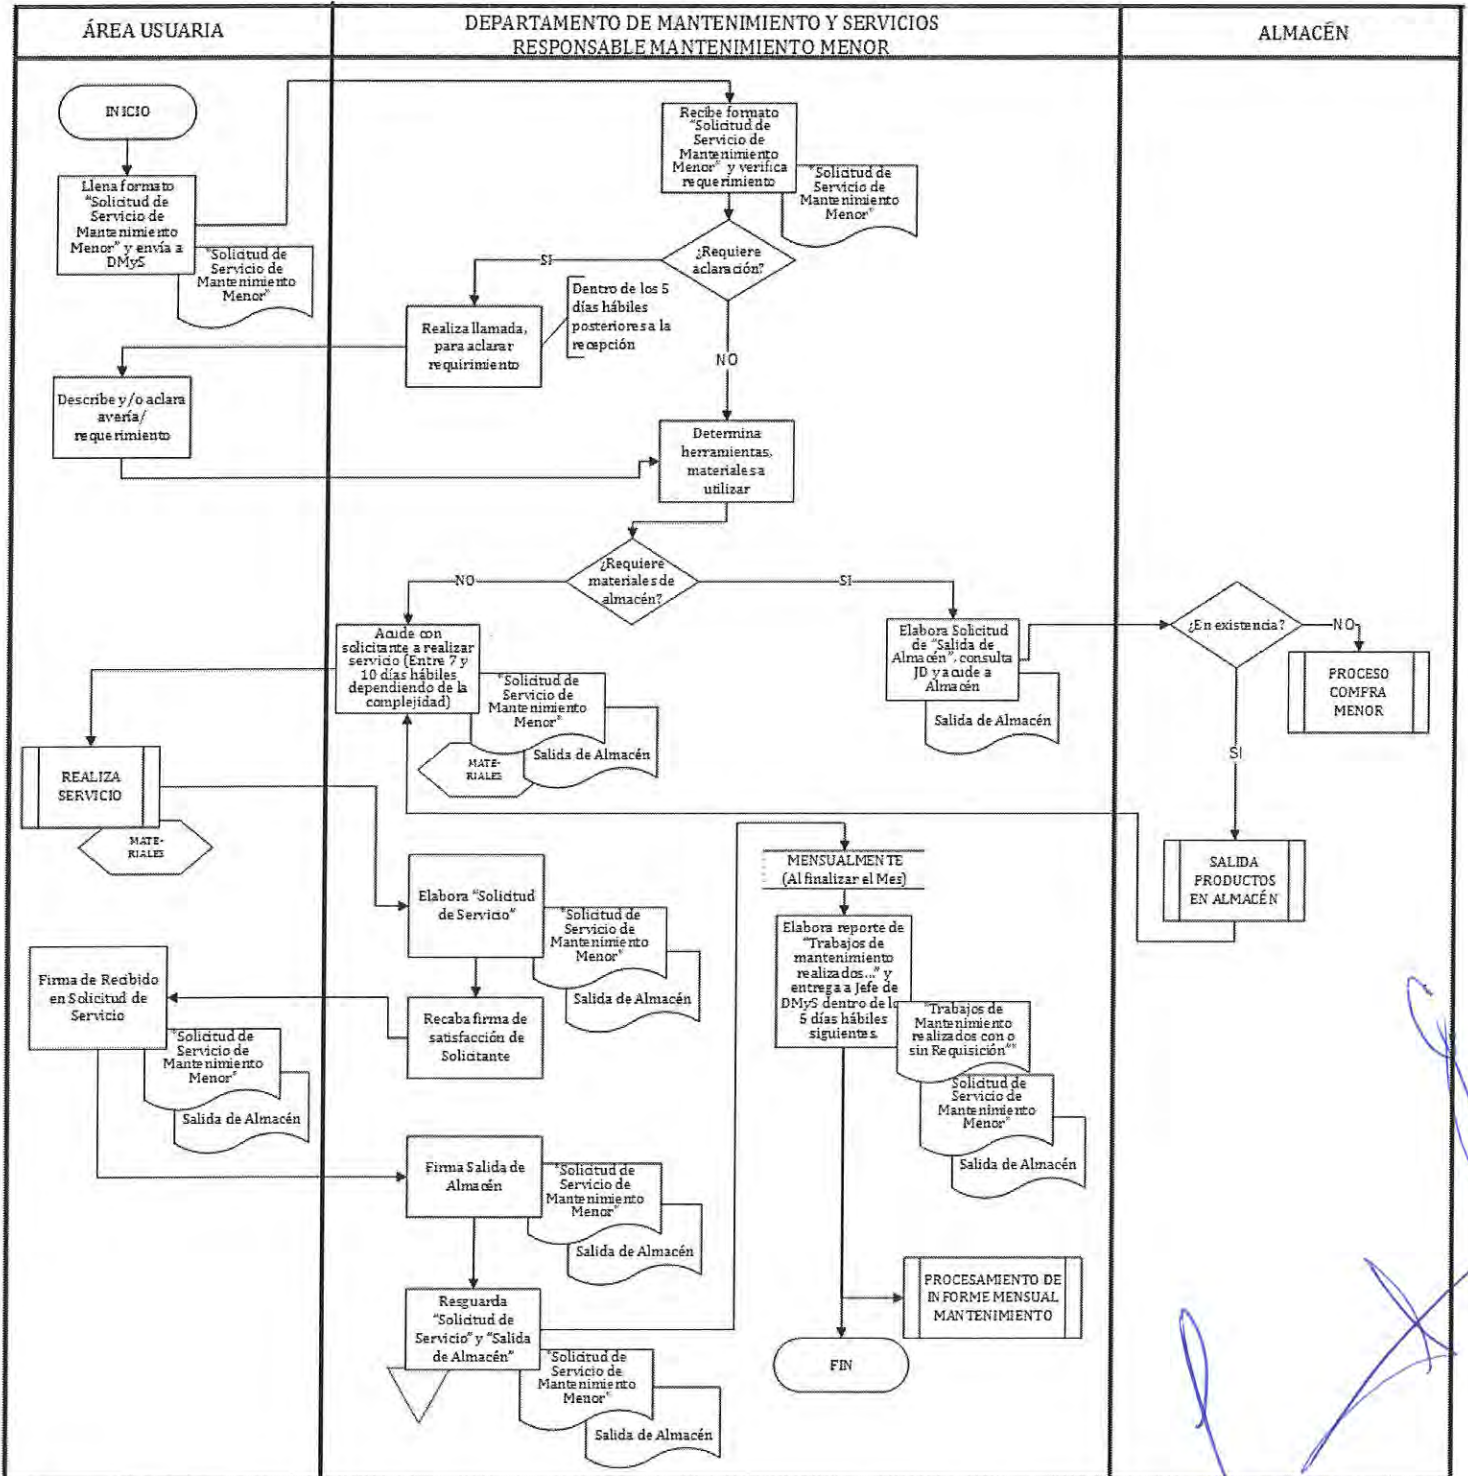 ÁREA USUARIA
DEPARTAMENTO DE MANTENIMIENTO Y SERVICIOS
RESPONSABLE MANTENIMIENTO MENOR
ALMACÉN
INICIO
Llena formato
"Solicitud de
Servicio de
Mantenimiento
Menor" y envía a
DMyS
"Solicitud de
Servicio de
Mantenimiento
Menor"
Recibe formato
"Solicitud de
Servicio de
Mantenimiento
Menor" y verifica
requerimiento
"Solicitud de
Servicio de
Mantenimiento
Menor"
¿Requiere
aclaración?
SI
NO
Dentro de los 5
días hábiles
posteriores a la
recepción
Realiza llamada,
para aclarar
requirimiento
Describe y/o aclara
avería/
requerimiento
Determina
herramientas,
materiales a
utilizar
¿Requiere
materiales de
almacén?
NO
SI
Acude con
solicitante a realizar
servicio (Entre 7 y
10 días hábiles
dependiendo de la
complejidad)
"Solicitud de
Servicio de
Mantenimiento
Menor"
Salida de Almacén
MATE-
RIALES
Elabora Solicitud
de "Salida de
Almacén", consulta
JD y acude a
Almacén
Salida de Almacén
¿En existencia?
NO
PROCESO
COMPRA
MENOR
SI
SALIDA
PRODUCTOS
EN ALMACÉN
REALIZA
SERVICIO
MATE-
RIALES
Elabora "Solicitud
de Servicio"
"Solicitud de
Servicio de
Mantenimiento
Menor"
Salida de Almacén
Recaba firma de
satisfacción de
Solicitante
Firma de Recibido
en Solicitud de
Servicio
"Solicitud de
Servicio de
Mantenimiento
Menor"
Salida de Almacén
Firma Salida de
Almacén
"Solicitud de
Servicio de
Mantenimiento
Menor"
Salida de Almacén
Resguarda
"Solicitud de
Servicio" y "Salida
de Almacén"
"Solicitud de
Servicio de
Mantenimiento
Menor"
Salida de Almacén
MENSUALMENTE
(Al finalizar el Mes)
Elabora reporte de
"Trabajos de
mantenimiento
realizados..." y
entrega a Jefe de
DMyS dentro de lo
5 días hábiles
siguientes.
"Trabajos de
Mantenimiento
realizados con o
sin Requisición""
Solicitud de
Servicio de
Mantenimiento
Menor"
Salida de Almacén
PROCESAMIENTO DE
INFORME MENSUAL
MANTENIMIENTO
FIN